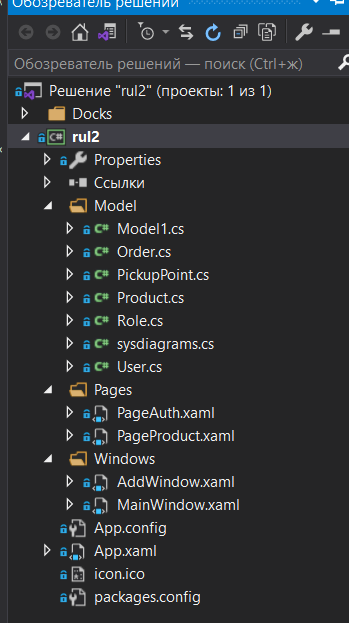 Обозреватель решений
Обозреватель решений — поиск (Ctrl+ж)
Решение "rul2" (проекты: 1 из 1)
Docks
C# rul2
Properties
Ссылки
Model
C# Model1.cs
C# Order.cs
C# PickupPoint.cs
C# Product.cs
C# Role.cs
C# sysdiagrams.cs
C# User.cs
Pages
PageAuth.xaml
PageProduct.xaml
Windows
AddWindow.xaml
MainWindow.xaml
App.config
App.xaml
icon.ico
packages.config